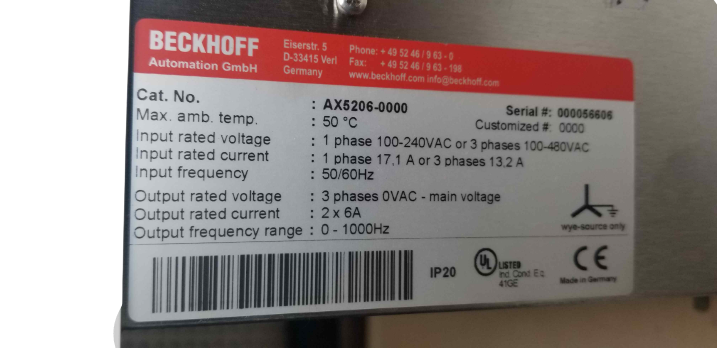 BECKHOFF
Automation GmbH
Eiserstr. 5
D-33415 Verl
Germany
Phone: + 49 52 46 / 9 63 - 0
Fax: + 49 52 46 / 9 63 - 198
www.beckhoff.com info@beckhoff.com
Cat. No. : AX5206-0000 Serial #: 000056606
Max. amb. temp. : 50 °C Customized #: 0000
Input rated voltage : 1 phase 100-240VAC or 3 phases 100-480VAC
Input rated current : 1 phase 17.1 A or 3 phases 13.2 A
Input frequency : 50/60Hz
Output rated voltage : 3 phases 0VAC - main voltage
Output rated current : 2 x 6A
Output frequency range : 0 - 1000Hz
wye-source only
IP20
UL LISTED
Ind. Cont. Eq.
41GE
CE
Made in Germany